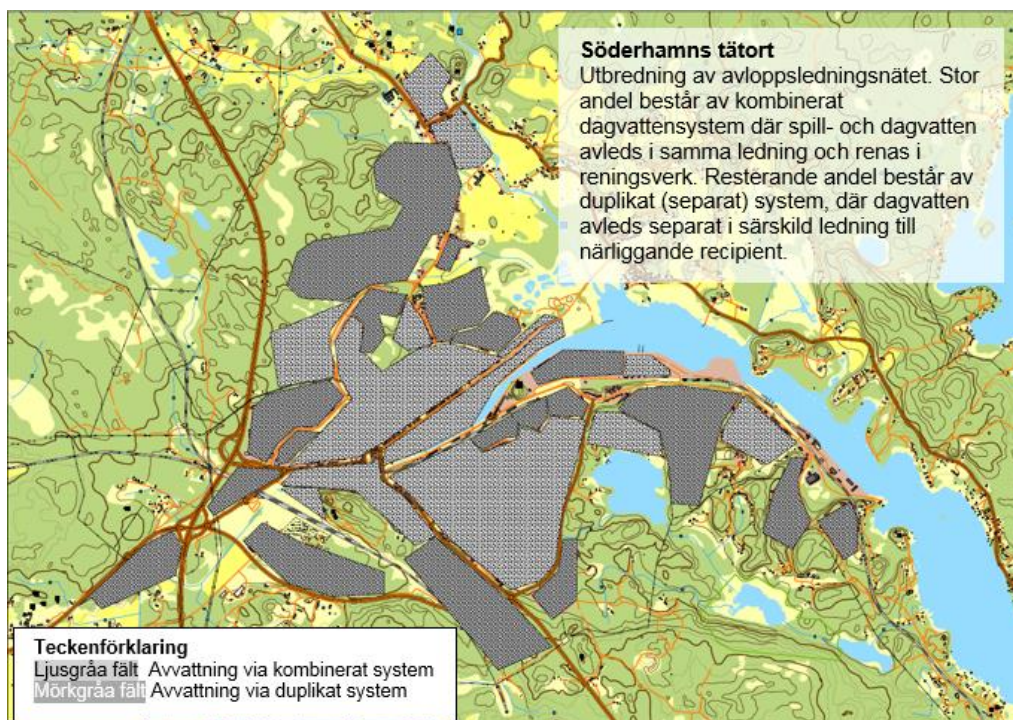 Söderhamns tätort
Utbredning av avloppsledningsnätet. Stor
andel består av kombinerat
dagvattensystem där spill- och dagvatten
avleds i samma ledning och renas i
reningsverk. Resterande andel består av
duplikat (separat) system, där dagvatten
avleds separat i särskild ledning till
närliggande recipient.
Teckenförklaring
Ljusgråa fält Avvattning via kombinerat system
Mörkgråa fält Avvattning via duplikat system